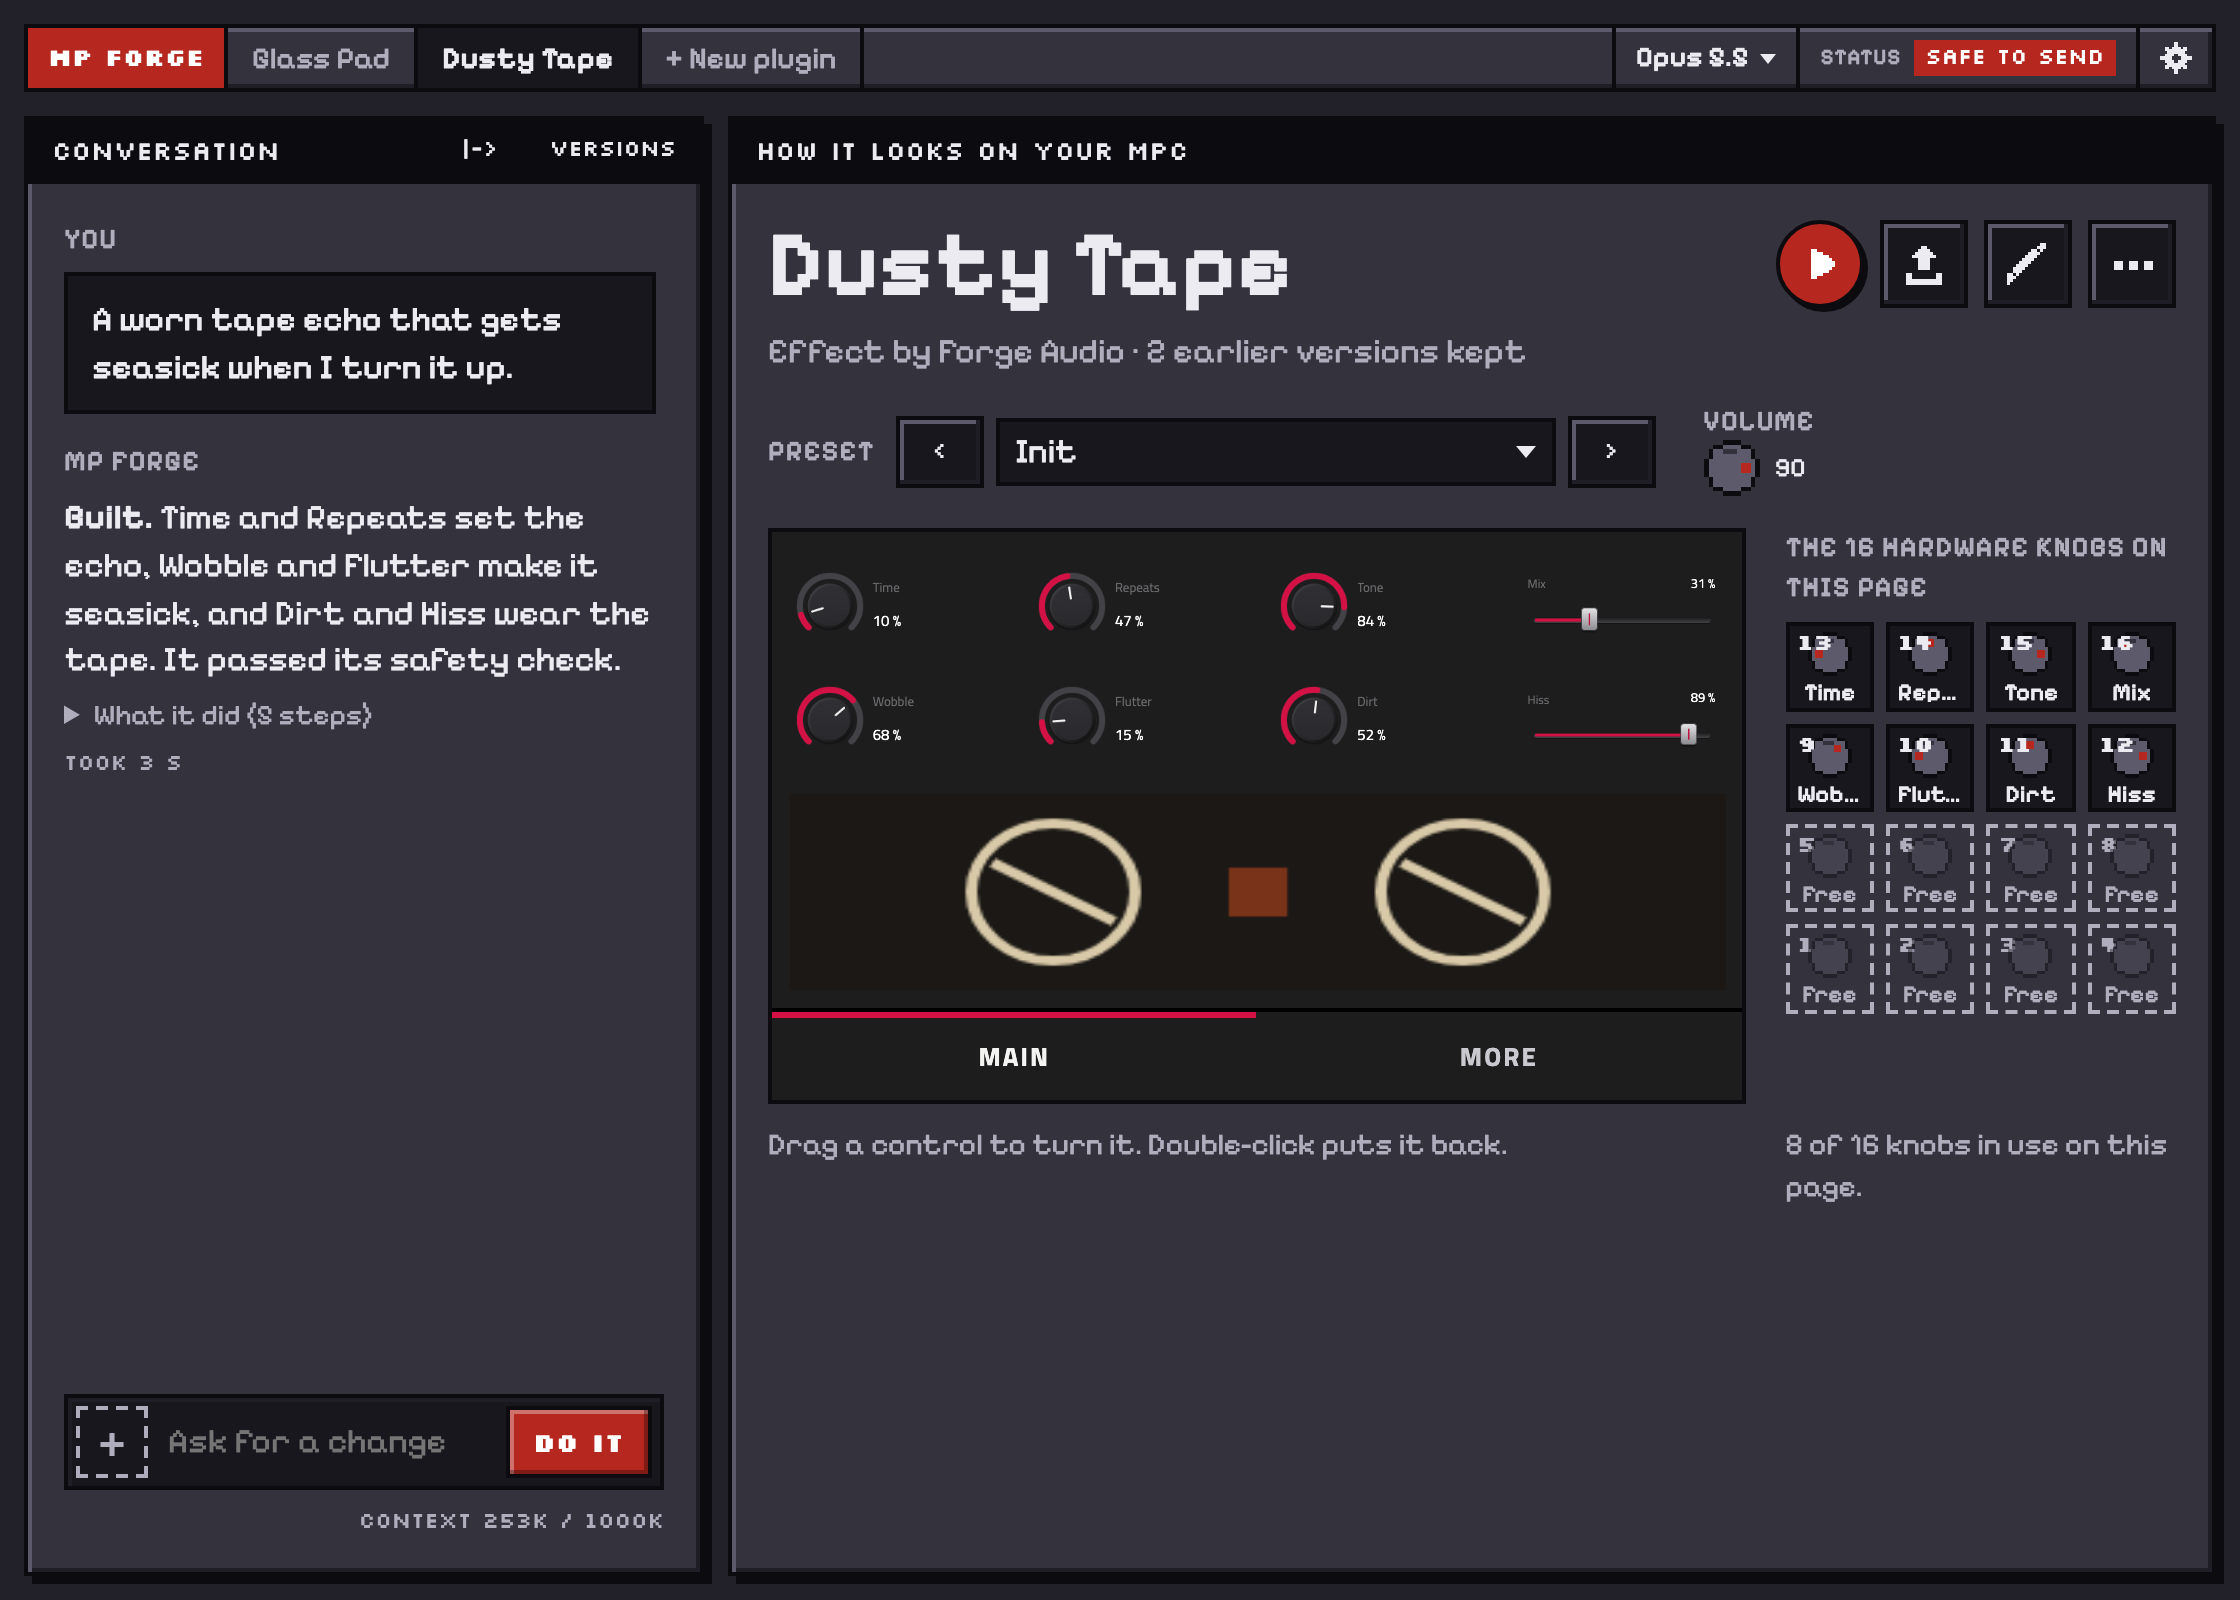 MP FORGE
Glass Pad
Dusty Tape
+ New plugin
Opus S.S
STATUS
SAFE TO SEND
CONVERSATION
|->
VERSIONS
YOU
A worn tape echo that gets
seasick when I turn it up.
MP FORGE
Built. Time and Repeats set the
echo, Wobble and Flutter make it
seasick, and Dirt and Hiss wear the
tape. It passed its safety check.
What it did (S steps)
TOOK 3 S
+
Ask for a change
DO IT
CONTEXT 253K / 1000K
HOW IT LOOKS ON YOUR MPC
Dusty Tape
Effect by Forge Audio · 2 earlier versions kept
PRESET
<
Init
>
VOLUME
90
Time
10 %
Repeats
47 %
Tone
84 %
Mix
31 %
Wobble
68 %
Flutter
15 %
Dirt
52 %
Hiss
89 %
MAIN
MORE
Drag a control to turn it. Double-click puts it back.
THE 16 HARDWARE KNOBS ON
THIS PAGE
13
Time
14
Rep...
15
Tone
16
Mix
9
Wob...
10
Flut...
11
Dirt
12
Hiss
5
Free
6
Free
7
Free
8
Free
1
Free
2
Free
3
Free
4
Free
8 of 16 knobs in use on this
page.